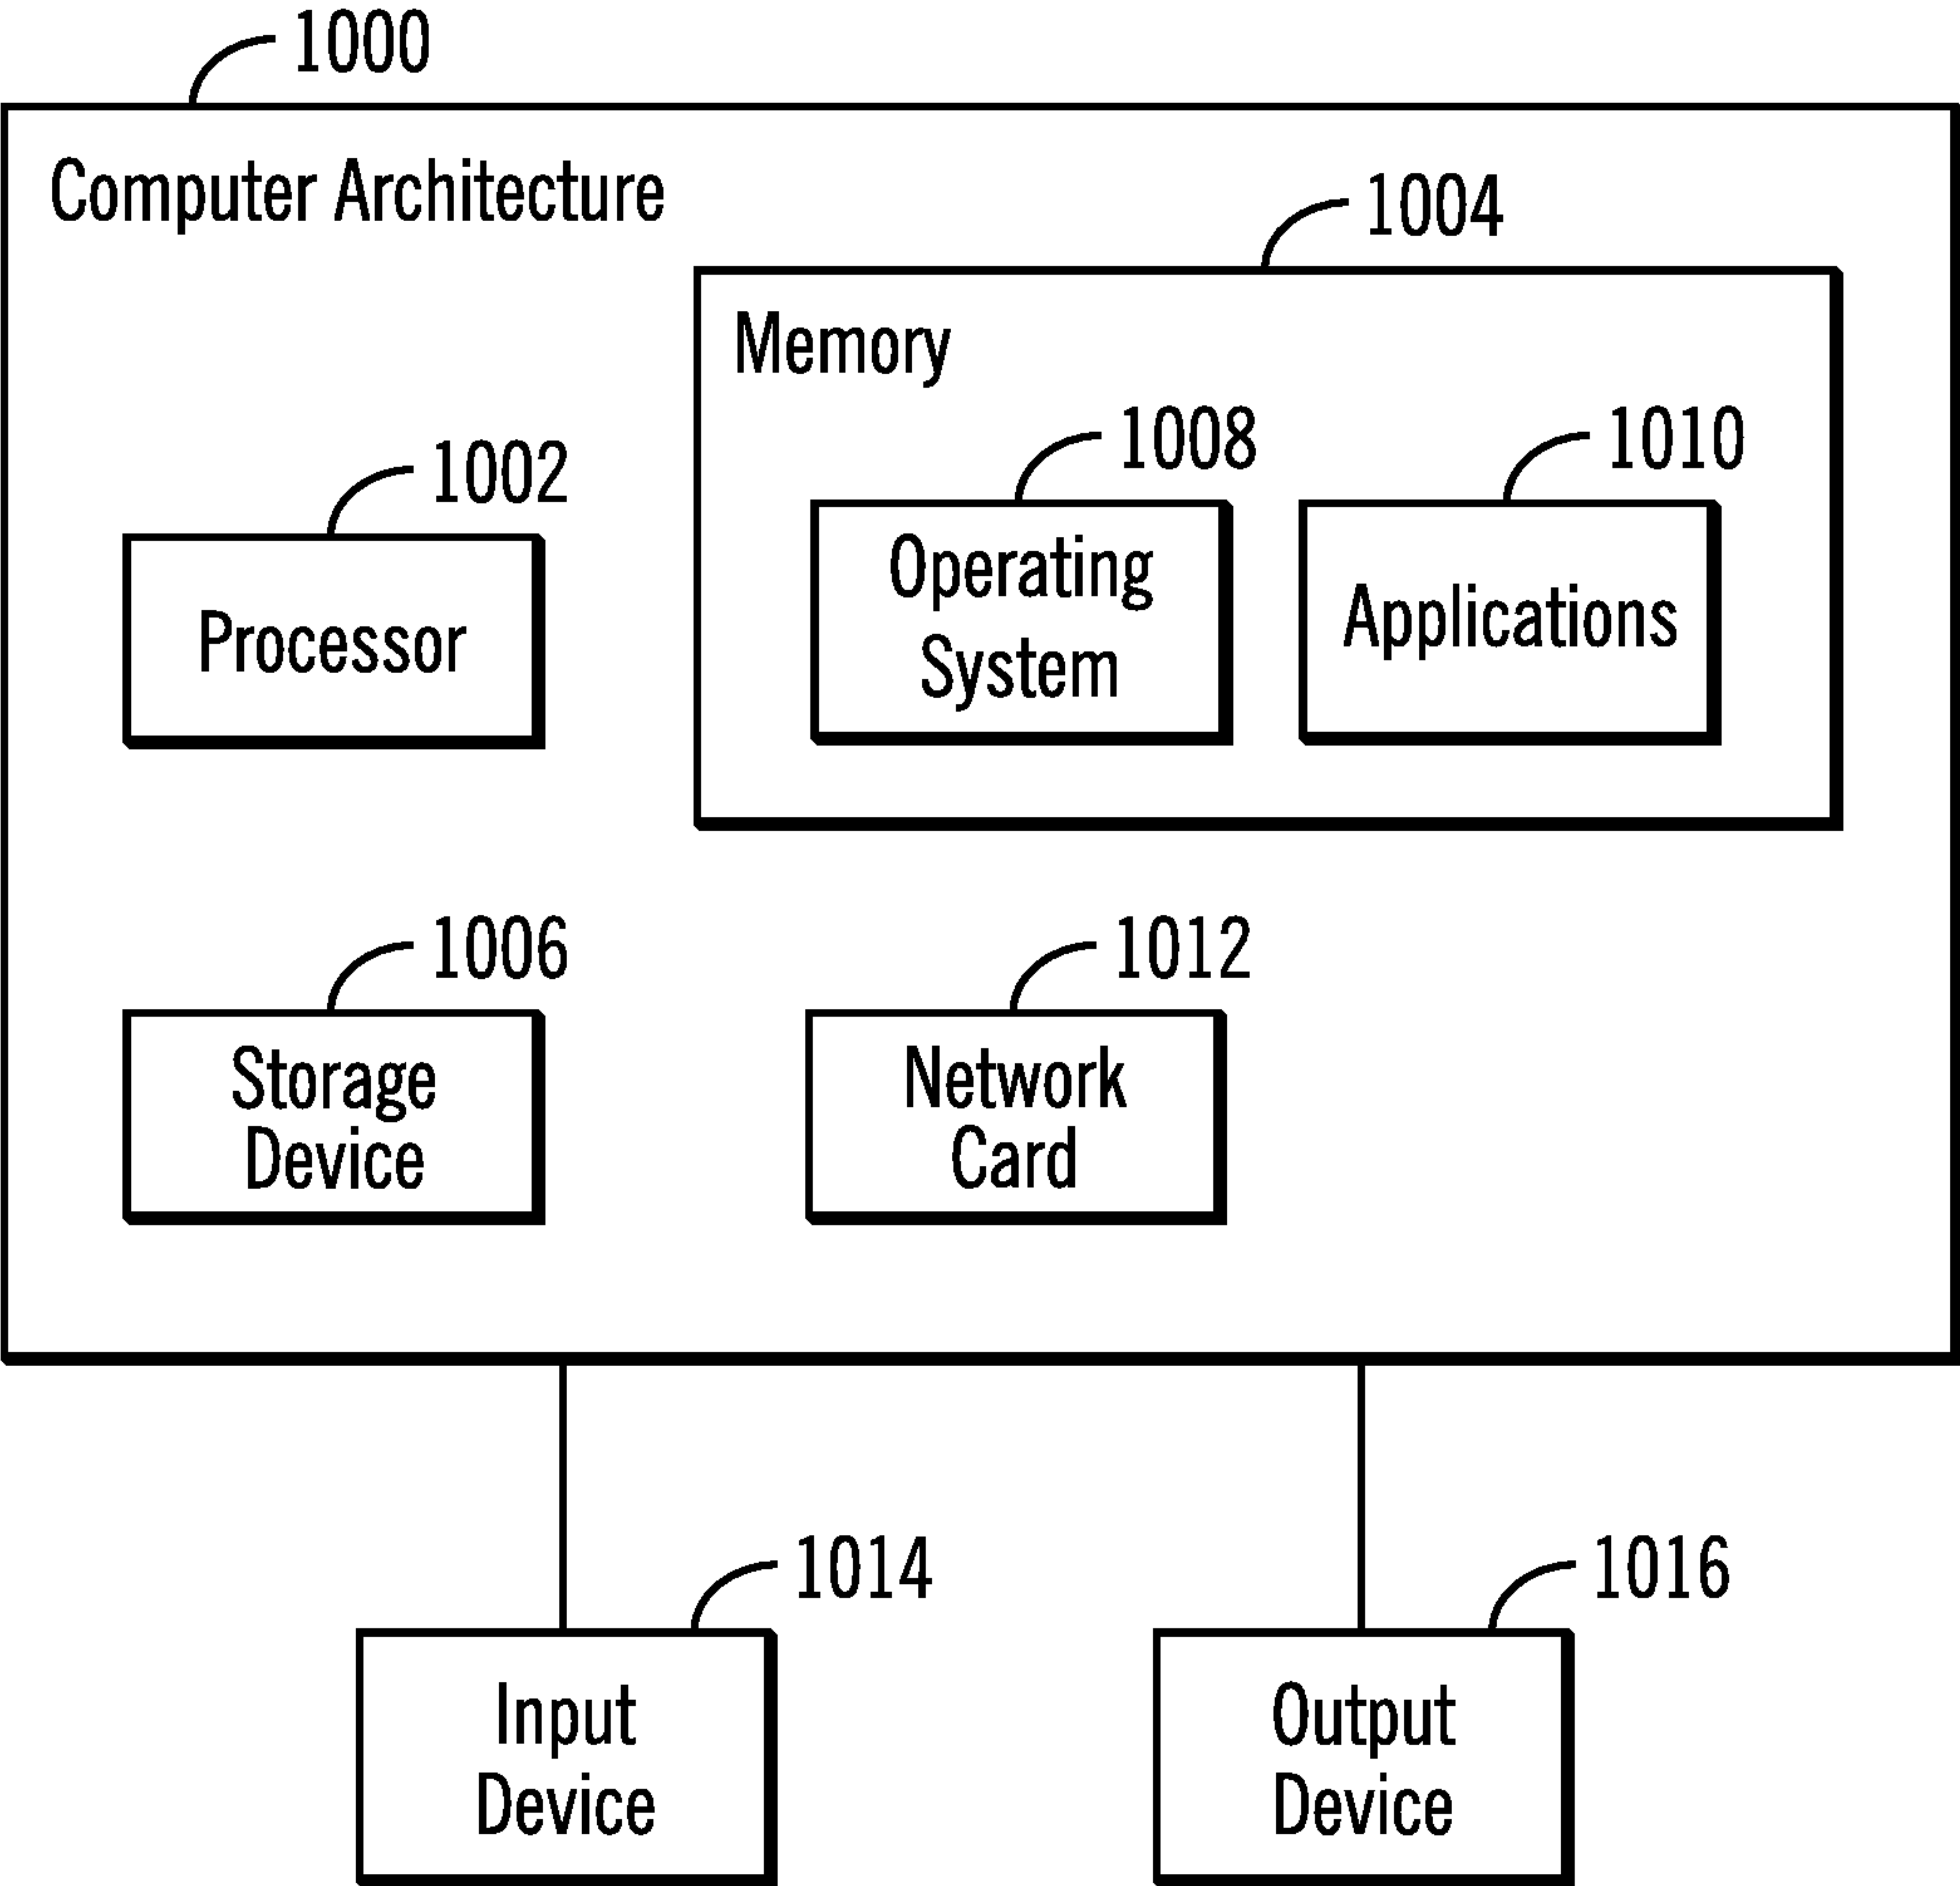 1000
Computer Architecture
1004
Memory
1008
1010
1002
Operating
System
Applications
Processor
1006
1012
Storage
Device
Network
Card
1014
1016
Input
Device
Output
Device